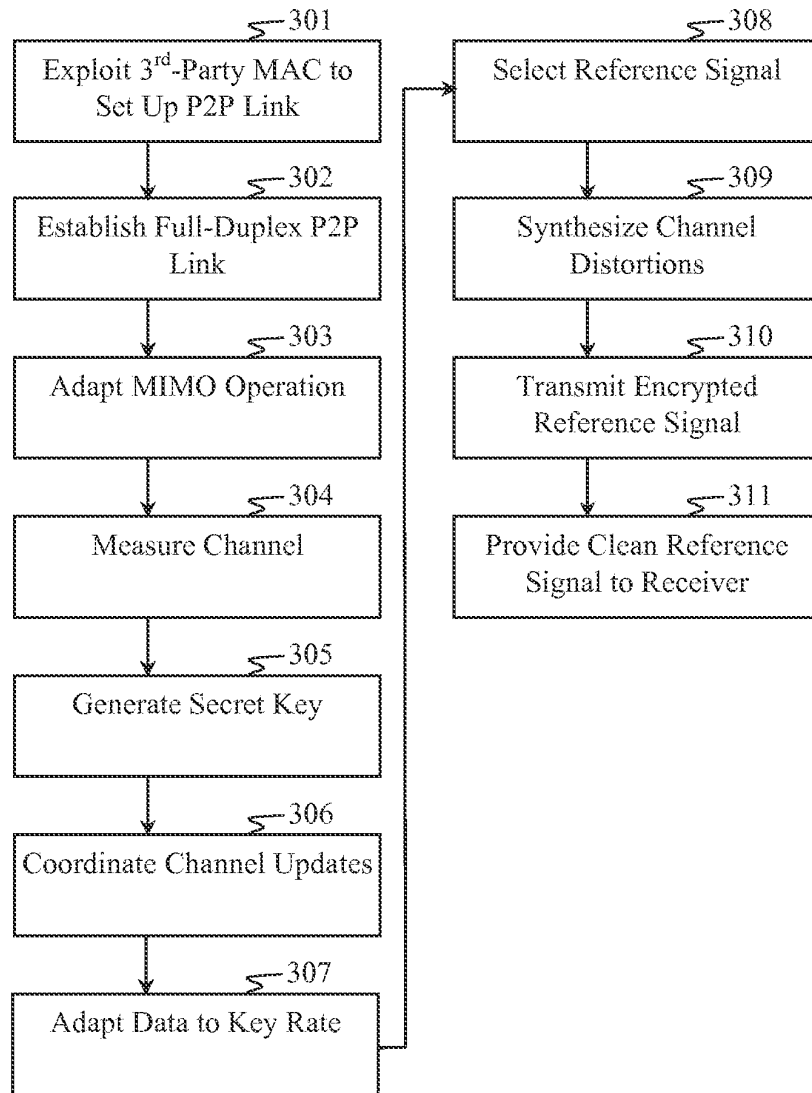 301
Exploit 3rd-Party MAC to
Set Up P2P Link
302
Establish Full-Duplex P2P
Link
303
Adapt MIMO Operation
304
Measure Channel
305
Generate Secret Key
306
Coordinate Channel Updates
307
Adapt Data to Key Rate
308
Select Reference Signal
309
Synthesize Channel
Distortions
310
Transmit Encrypted
Reference Signal
311
Provide Clean Reference
Signal to Receiver